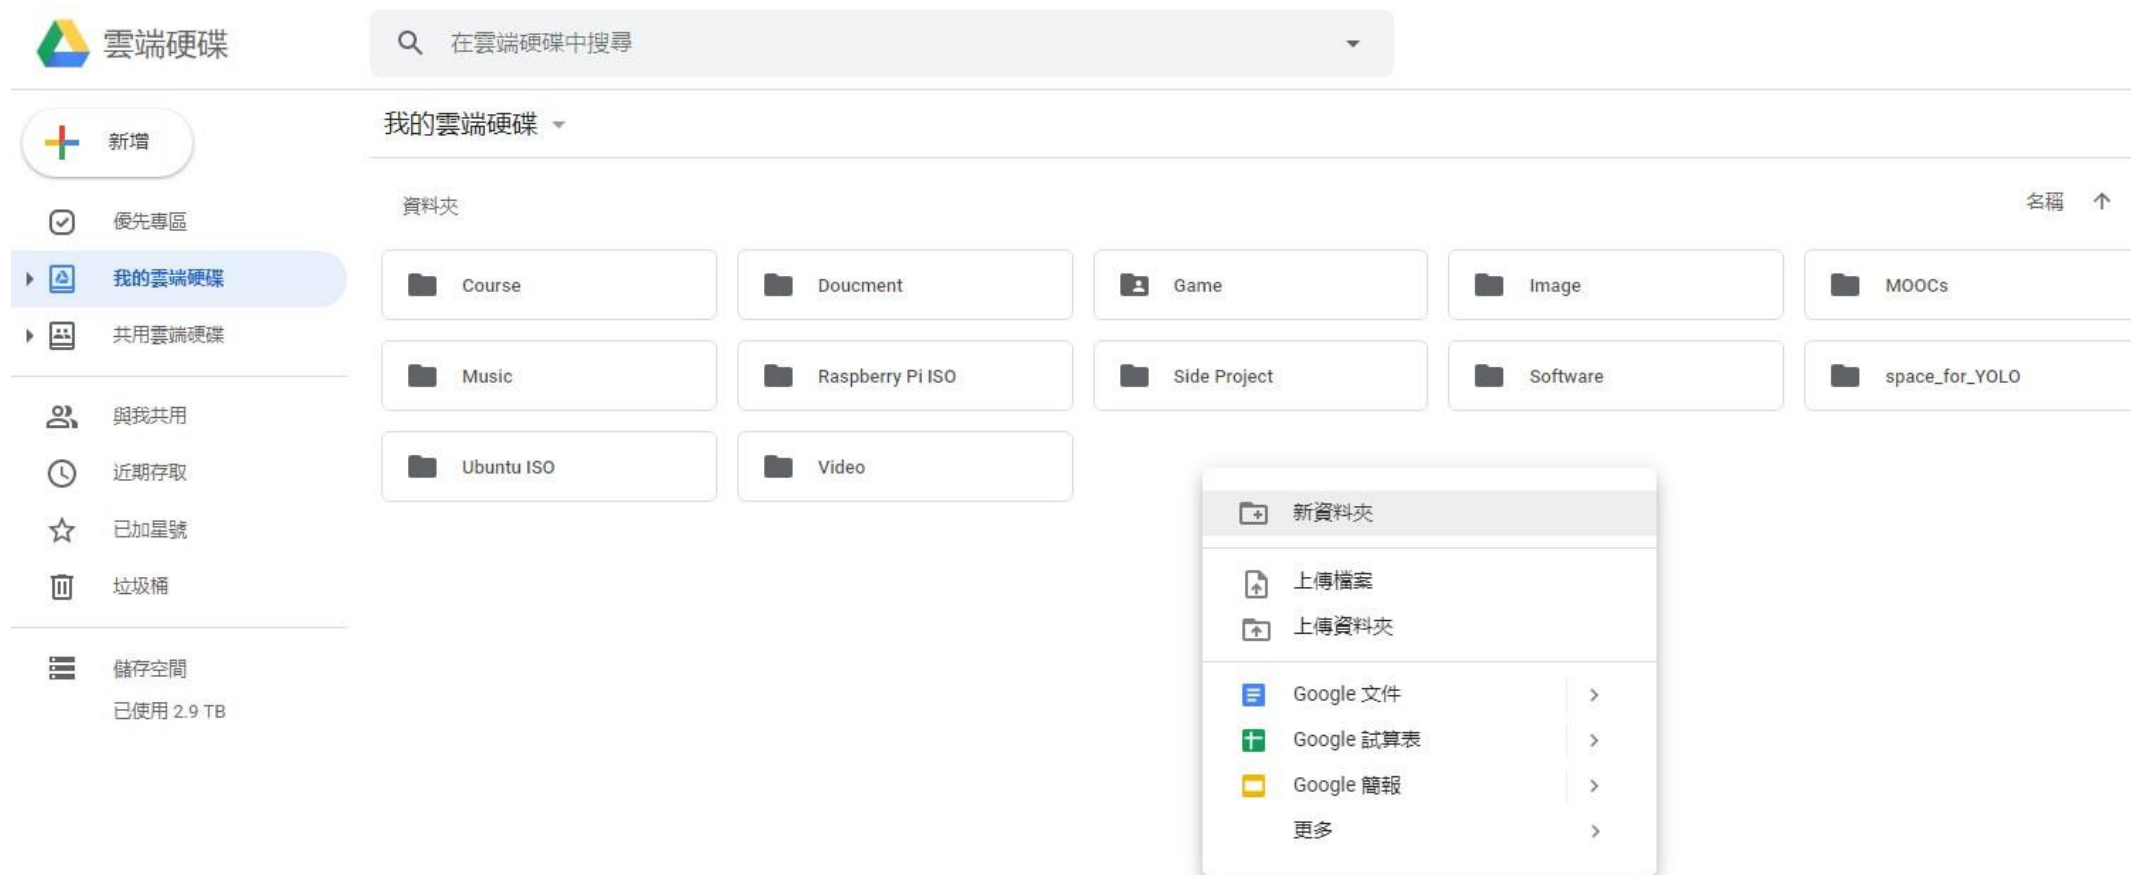 雲端硬碟
在雲端硬碟中搜尋
新增
優先專區
我的雲端硬碟
共用雲端硬碟
與我共用
近期存取
已加星號
垃圾桶
儲存空間
已使用 2.9 TB
我的雲端硬碟
資料夾
名稱
Course
Doucment
Game
Image
MOOCs
Music
Raspberry Pi ISO
Side Project
Software
space_for_YOLO
Ubuntu ISO
Video
新資料夾
上傳檔案
上傳資料夾
Google 文件
Google 試算表
Google 簡報
更多